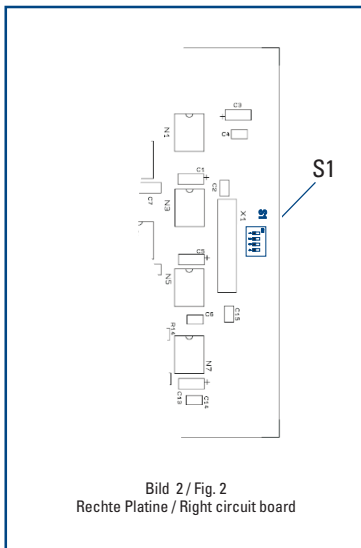 C3
N1
C4
S1
C1
C2
C7
N3
X1
S1
C5
N5
C6
C15
R14
N7
C13
C14
Bild 2 / Fig. 2
Rechte Platine / Right circuit board